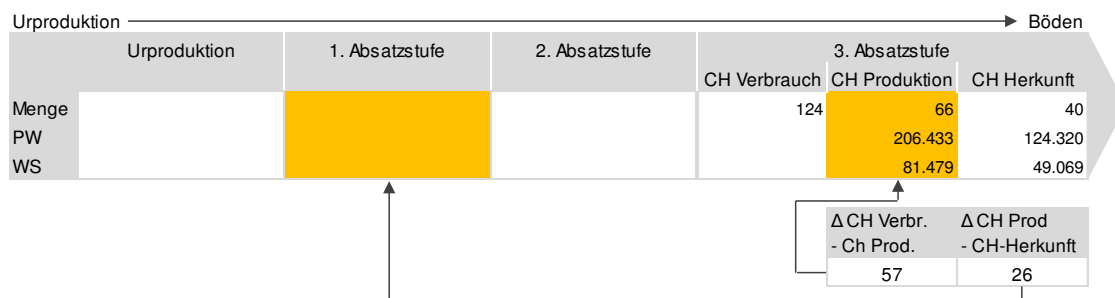 Urproduktion Böden
Urproduktion 1. Absatzstufe 2. Absatzstufe 3. Absatzstufe
CH Verbrauch CH Produktion CH Herkunft
Menge 124 66 40
PW 206.433 124.320
WS 81.479 49.069
Δ CH Verbr. Δ CH Prod
- Ch Prod. - CH-Herkunft
57 26